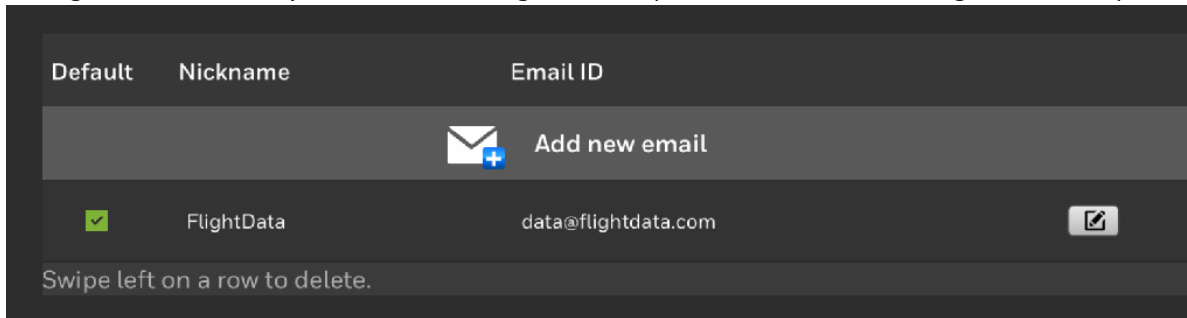 Default Nickname Email ID
Add new email
FlightData data@flightdata.com
Swipe left on a row to delete.